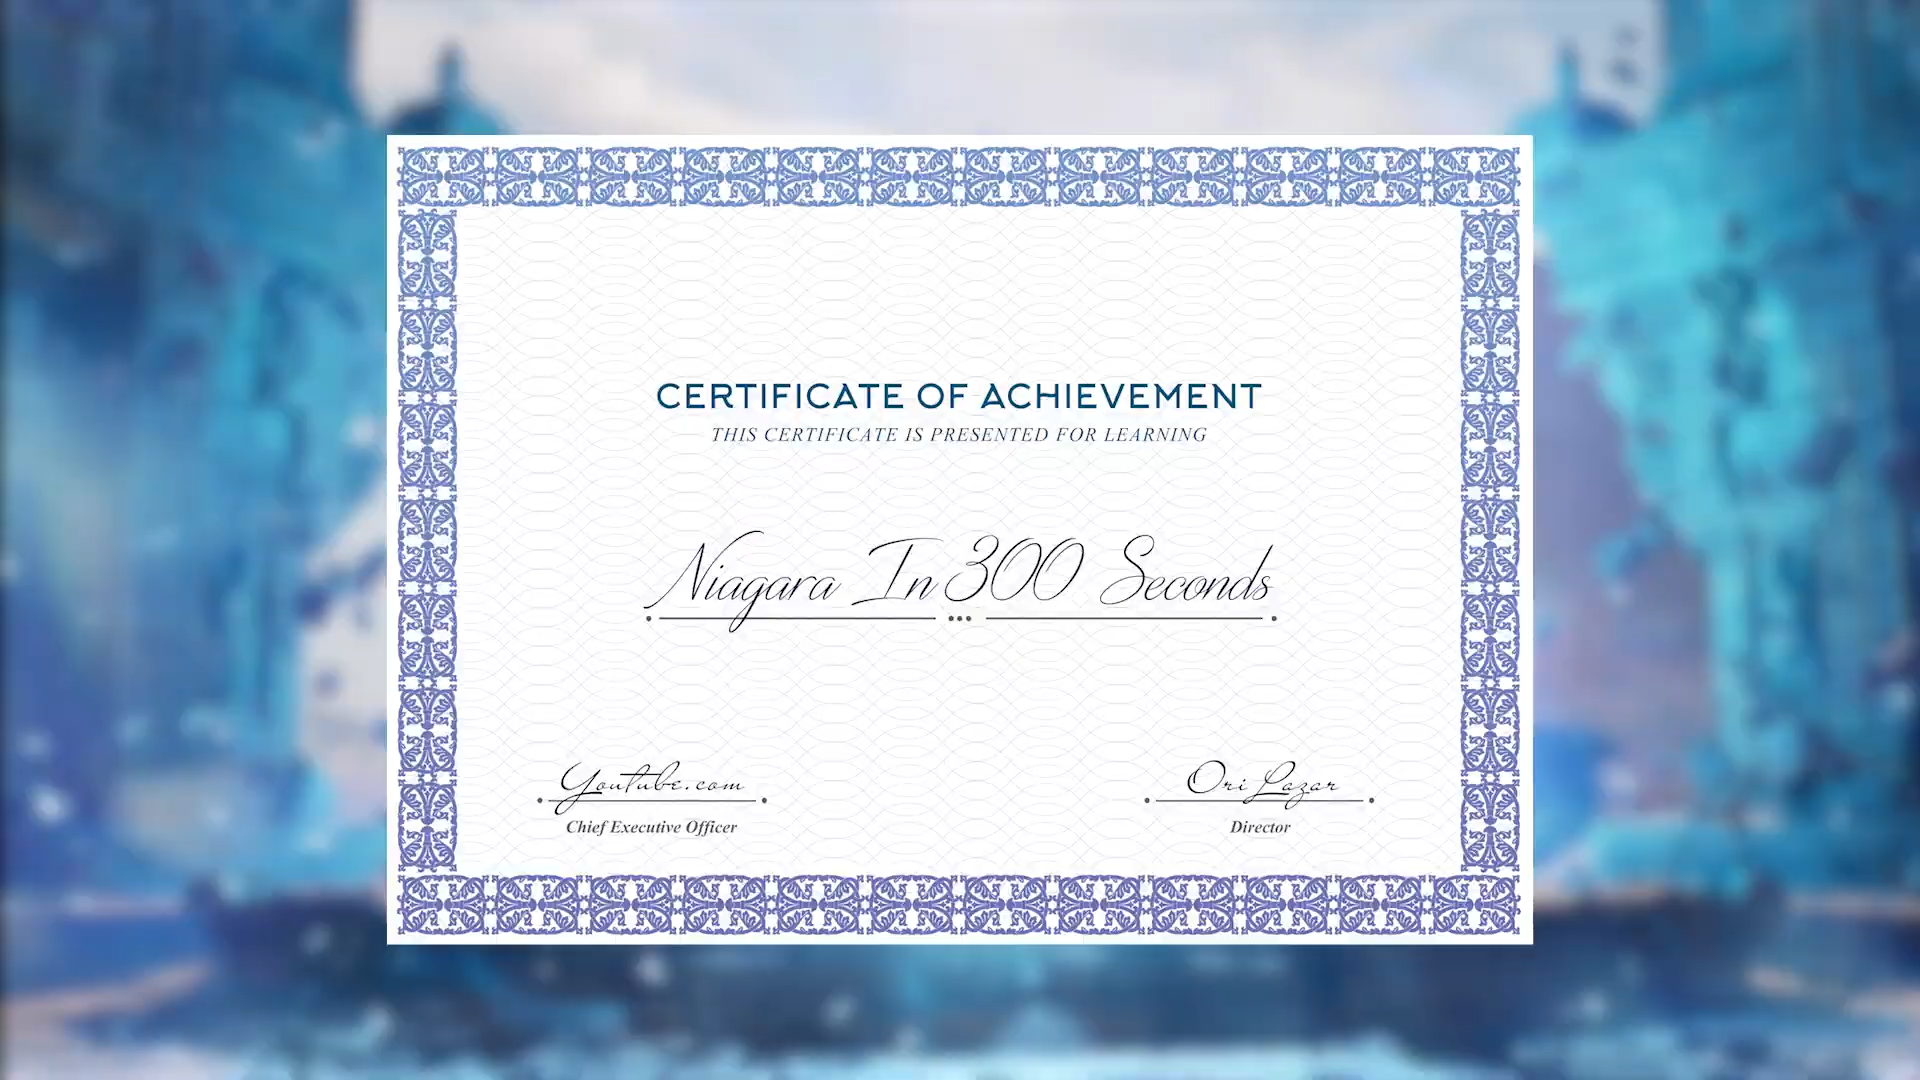 CERTIFICATE OF ACHIEVEMENT
THIS CERTIFICATE IS PRESENTED FOR LEARNING
Niagara In 300 Seconds
Youtube.com
Ori Lazar
Chief Executive Officer
Director